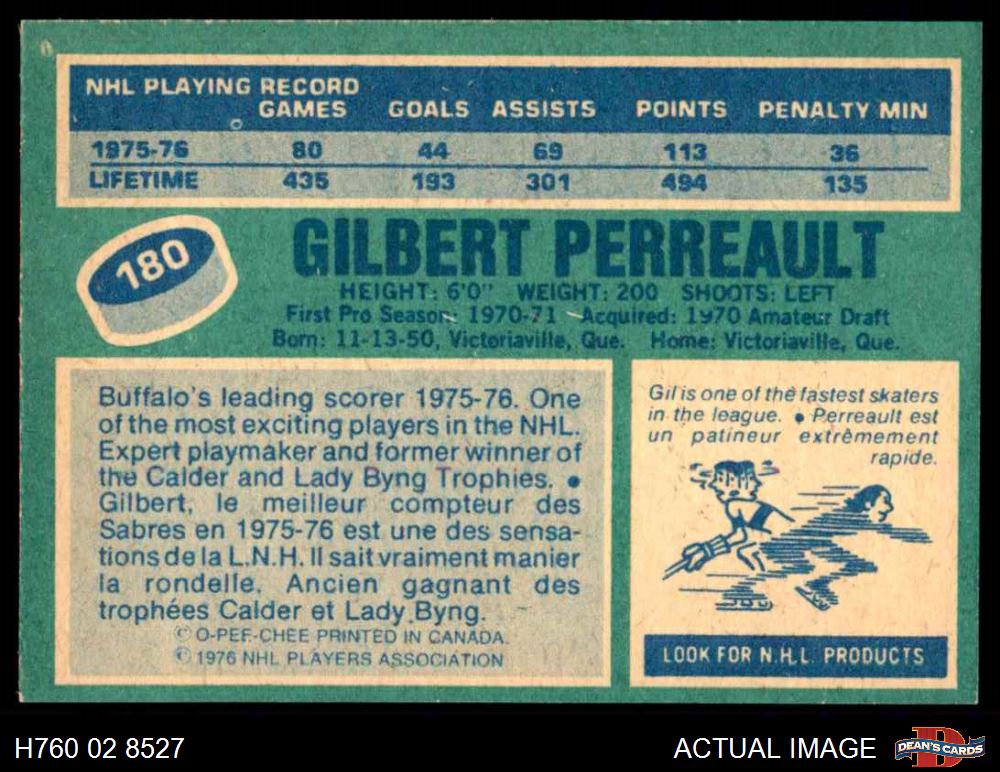 NHL PLAYING RECORD
GAMES GOALS ASSISTS POINTS PENALTY MIN
1975-76 80 44 69 113 36
LIFETIME 435 193 301 494 135
180
GILBERT PERREAULT
HEIGHT: 6'0" WEIGHT: 200 SHOOTS: LEFT
First Pro Season 1970-71 Acquired: 1970 Amateur Draft
Born: 11-13-50, Victoriaville, Que. Home: Victoriaville, Que.
Buffalo's leading scorer 1975-76. One
of the most exciting players in the NHL.
Expert playmaker and former winner of
the Calder and Lady Byng Trophies. •
Gilbert, le meilleur compteur des
Sabres en 1975-76 est une des sensa-
tions de la L.N.H. Il sait vraiment manier
la rondelle. Ancien gagnant des
trophées Calder et Lady Byng.
© O-PEE-CHEE PRINTED IN CANADA.
© 1976 NHL PLAYERS ASSOCIATION
Gil is one of the fastest skaters
in the league. • Perreault est
un patineur extrêmement
rapide.
LOOK FOR N.H.L. PRODUCTS
H760 02 8527
ACTUAL IMAGE
D
DEAN'S CARDS